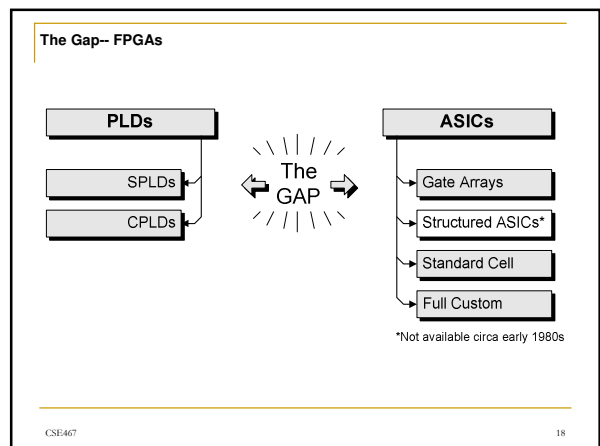 The Gap-- FPGAs
PLDs
SPLDs
CPLDs
The
GAP
ASICs
Gate Arrays
Structured ASICs*
Standard Cell
Full Custom
*Not available circa early 1980s
CSE467
18